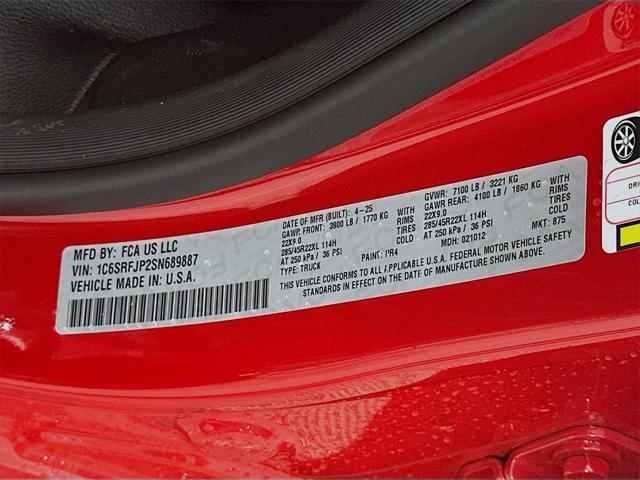 MFD BY: FCA US LLC
VIN: 1C6SRFJP2SN689887
VEHICLE MADE IN: U.S.A.
DATE OF MFR (BUILT): 4-25
GAWR FRONT: 3900 LB / 1770 KG WITH
22X9.0 RIMS
285/45R22XL 114H TIRES
AT 250 kPa / 36 PSI COLD
TYPE: TRUCK PAINT: PR4
GVWR: 7100 LB / 3221 KG
GAWR REAR: 4100 LB / 1860 KG WITH
22X9.0 RIMS
285/45R22XL 114H TIRES
AT 250 kPa / 36 PSI COLD
MDH: 021012 MKT: 875
THIS VEHICLE CONFORMS TO ALL APPLICABLE U.S.A. FEDERAL MOTOR VEHICLE SAFETY
STANDARDS IN EFFECT ON THE DATE OF MANUFACTURE SHOWN ABOVE.